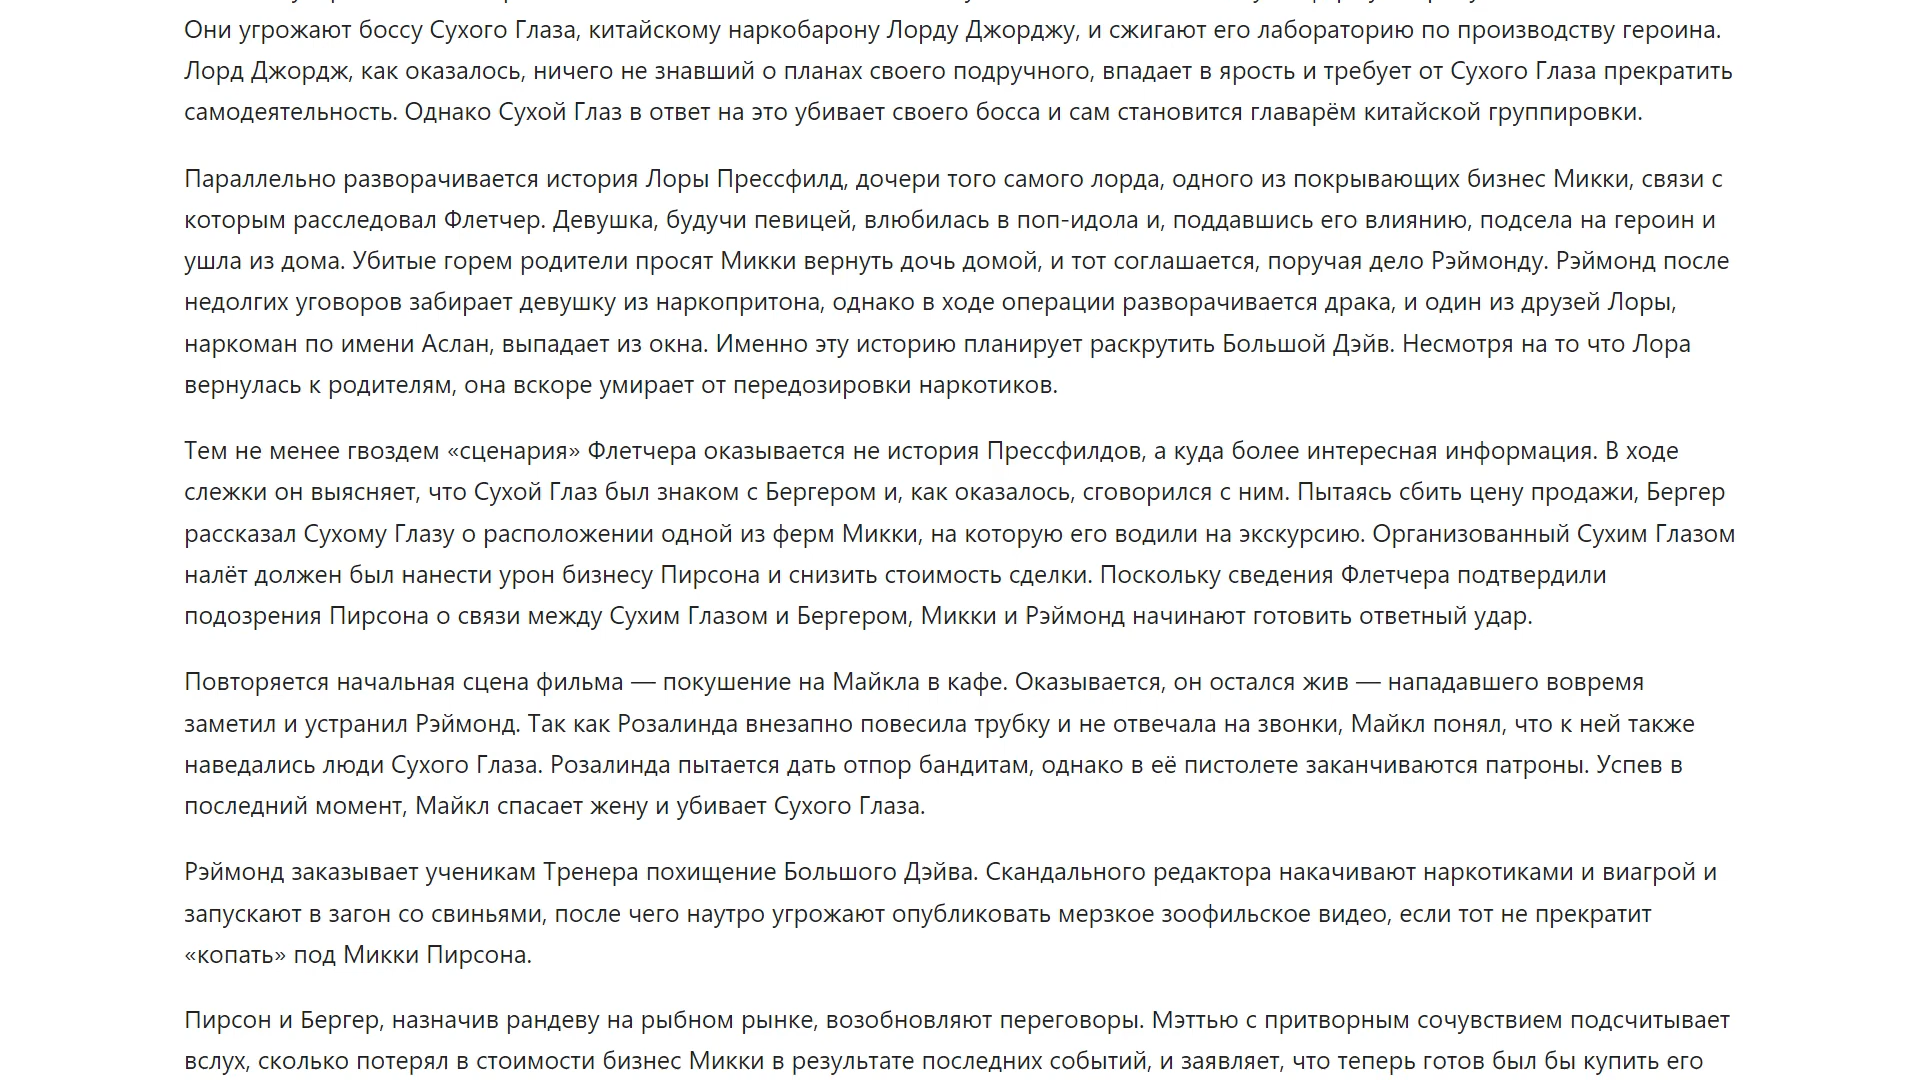 Они угрожают боссу Сухого Глаза, китайскому наркобарону Лорду Джорджу, и сжигают его лабораторию по производству героина.
Лорд Джордж, как оказалось, ничего не знавший о планах своего подручного, впадает в ярость и требует от Сухого Глаза прекратить
самодеятельность. Однако Сухой Глаз в ответ на это убивает своего босса и сам становится главарём китайской группировки.
Параллельно разворачивается история Лоры Прессфилд, дочери того самого лорда, одного из покрывающих бизнес Микки, связи с
которым расследовал Флетчер. Девушка, будучи певицей, влюбилась в поп-идола и, поддавшись его влиянию, подсела на героин и
ушла из дома. Убитые горем родители просят Микки вернуть дочь домой, и тот соглашается, поручая дело Рэймонду. Рэймонд после
недолгих уговоров забирает девушку из наркопритона, однако в ходе операции разворачивается драка, и один из друзей Лоры,
наркоман по имени Аслан, выпадает из окна. Именно эту историю планирует раскрутить Большой Дэйв. Несмотря на то что Лора
вернулась к родителям, она вскоре умирает от передозировки наркотиков.
Тем не менее гвоздем «сценария» Флетчера оказывается не история Прессфилдов, а куда более интересная информация. В ходе
слежки он выясняет, что Сухой Глаз был знаком с Бергером и, как оказалось, сговорился с ним. Пытаясь сбить цену продажи, Бергер
рассказал Сухому Глазу о расположении одной из ферм Микки, на которую его водили на экскурсию. Организованный Сухим Глазом
налёт должен был нанести урон бизнесу Пирсона и снизить стоимость сделки. Поскольку сведения Флетчера подтвердили
подозрения Пирсона о связи между Сухим Глазом и Бергером, Микки и Рэймонд начинают готовить ответный удар.
Повторяется начальная сцена фильма — покушение на Майкла в кафе. Оказывается, он остался жив — нападавшего вовремя
заметил и устранил Рэймонд. Так как Розалинда внезапно повесила трубку и не отвечала на звонки, Майкл понял, что к ней также
наведались люди Сухого Глаза. Розалинда пытается дать отпор бандитам, однако в её пистолете заканчиваются патроны. Успев в
последний момент, Майкл спасает жену и убивает Сухого Глаза.
Рэймонд заказывает ученикам Тренера похищение Большого Дэйва. Скандального редактора накачивают наркотиками и виагрой и
запускают в загон со свиньями, после чего наутро угрожают опубликовать мерзкое зоофильское видео, если тот не прекратит
«копать» под Микки Пирсона.
Пирсон и Бергер, назначив рандеву на рыбном рынке, возобновляют переговоры. Мэттью с притворным сочувствием подсчитывает
вслух, сколько потерял в стоимости бизнес Микки в результате последних событий, и заявляет, что теперь готов был бы купить его